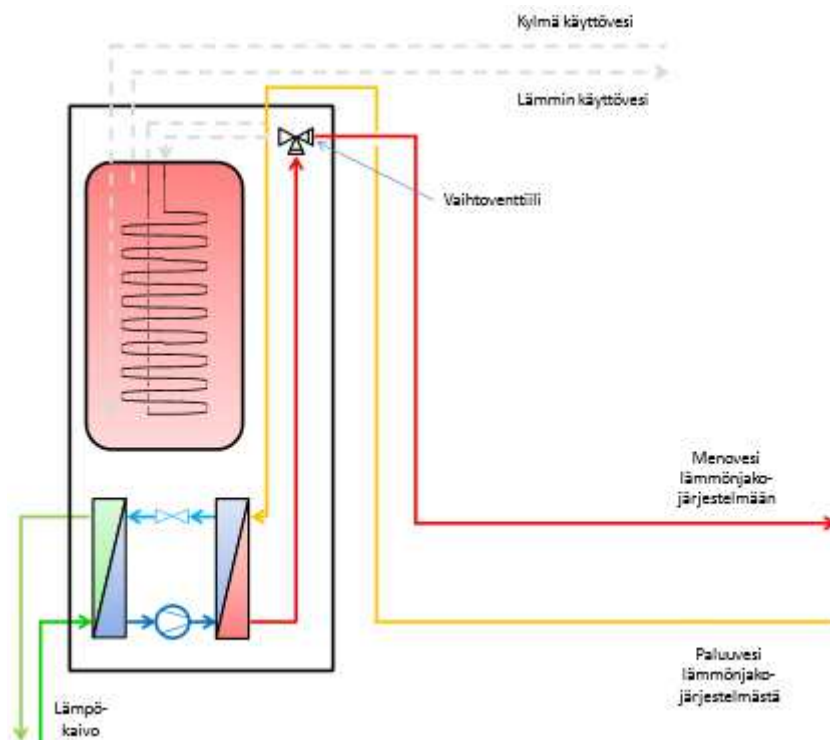 Kylmä käyttövesi
Lämmin käyttövesi
Vaihtoventtiili
Menovesi
lämmönjako-
järjestelmään
Paluuvesi
lämmönjako-
järjestelmästä
Lämpö-
kaivo